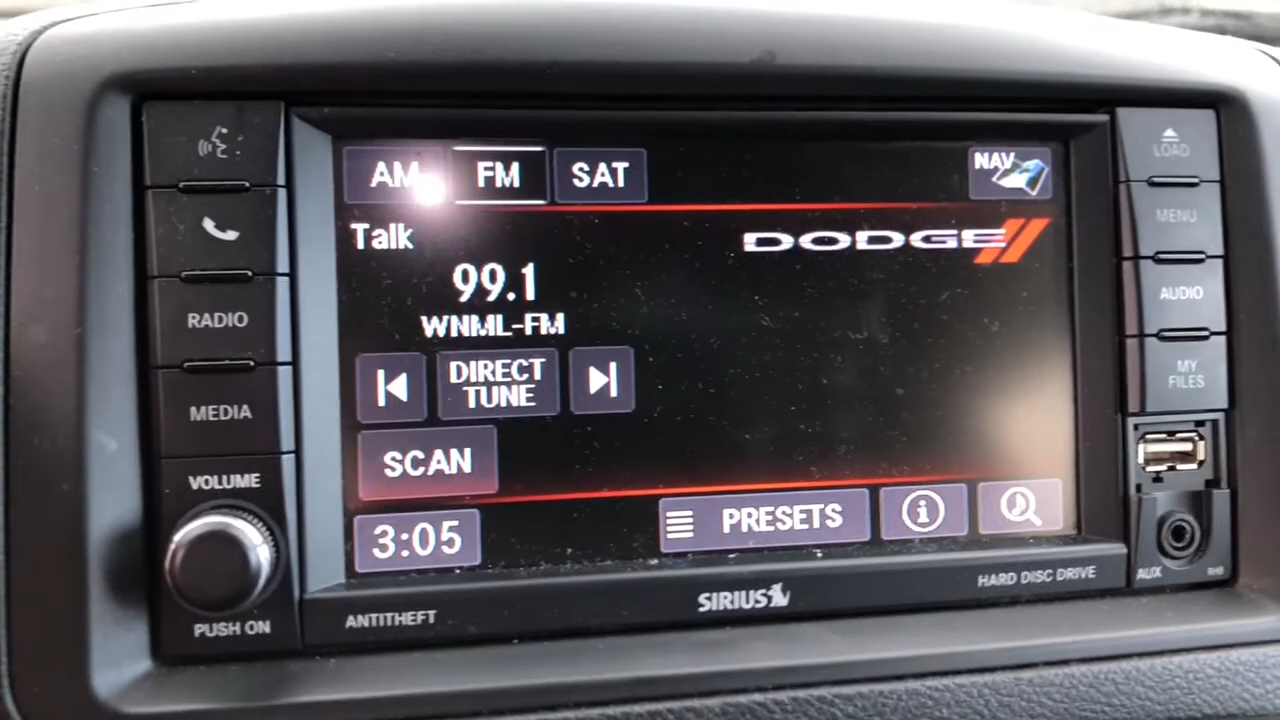 AM FM SAT NAV
Talk
DODGE
99.1
WNML-FM
DIRECT
TUNE
SCAN
3:05
PRESETS
i
RADIO
MEDIA
VOLUME
PUSH ON
ANTITHEFT
SIRIUS
HARD DISC DRIVE
LOAD
MENU
AUDIO
MY
FILES
AUX
RHB